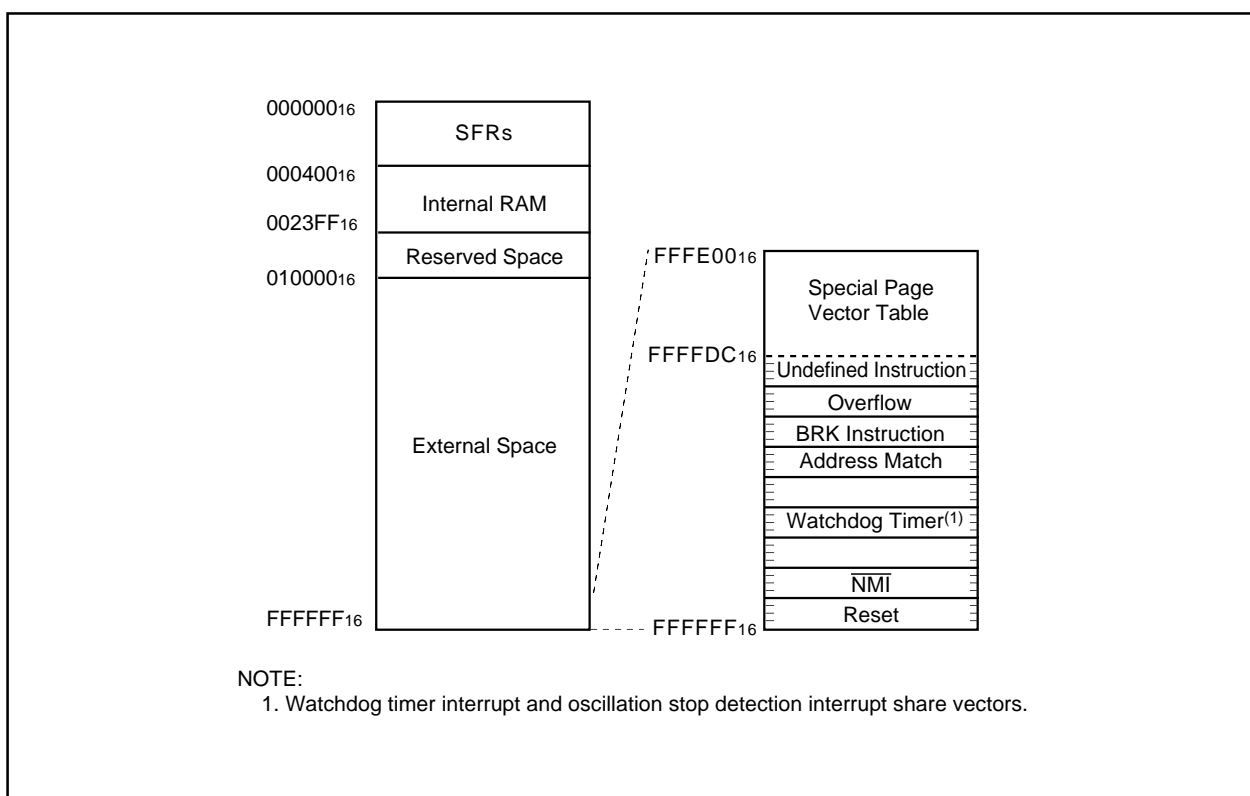 000000₁₆
SFRs
000400₁₆
Internal RAM
0023FF₁₆
Reserved Space
010000₁₆
External Space
FFFFFF₁₆
FFFE00₁₆
Special Page
Vector Table
FFFFDC₁₆
Undefined Instruction
Overflow
BRK Instruction
Address Match
Watchdog Timer(1)
NMI
Reset
FFFFFF₁₆
NOTE:
1. Watchdog timer interrupt and oscillation stop detection interrupt share vectors.